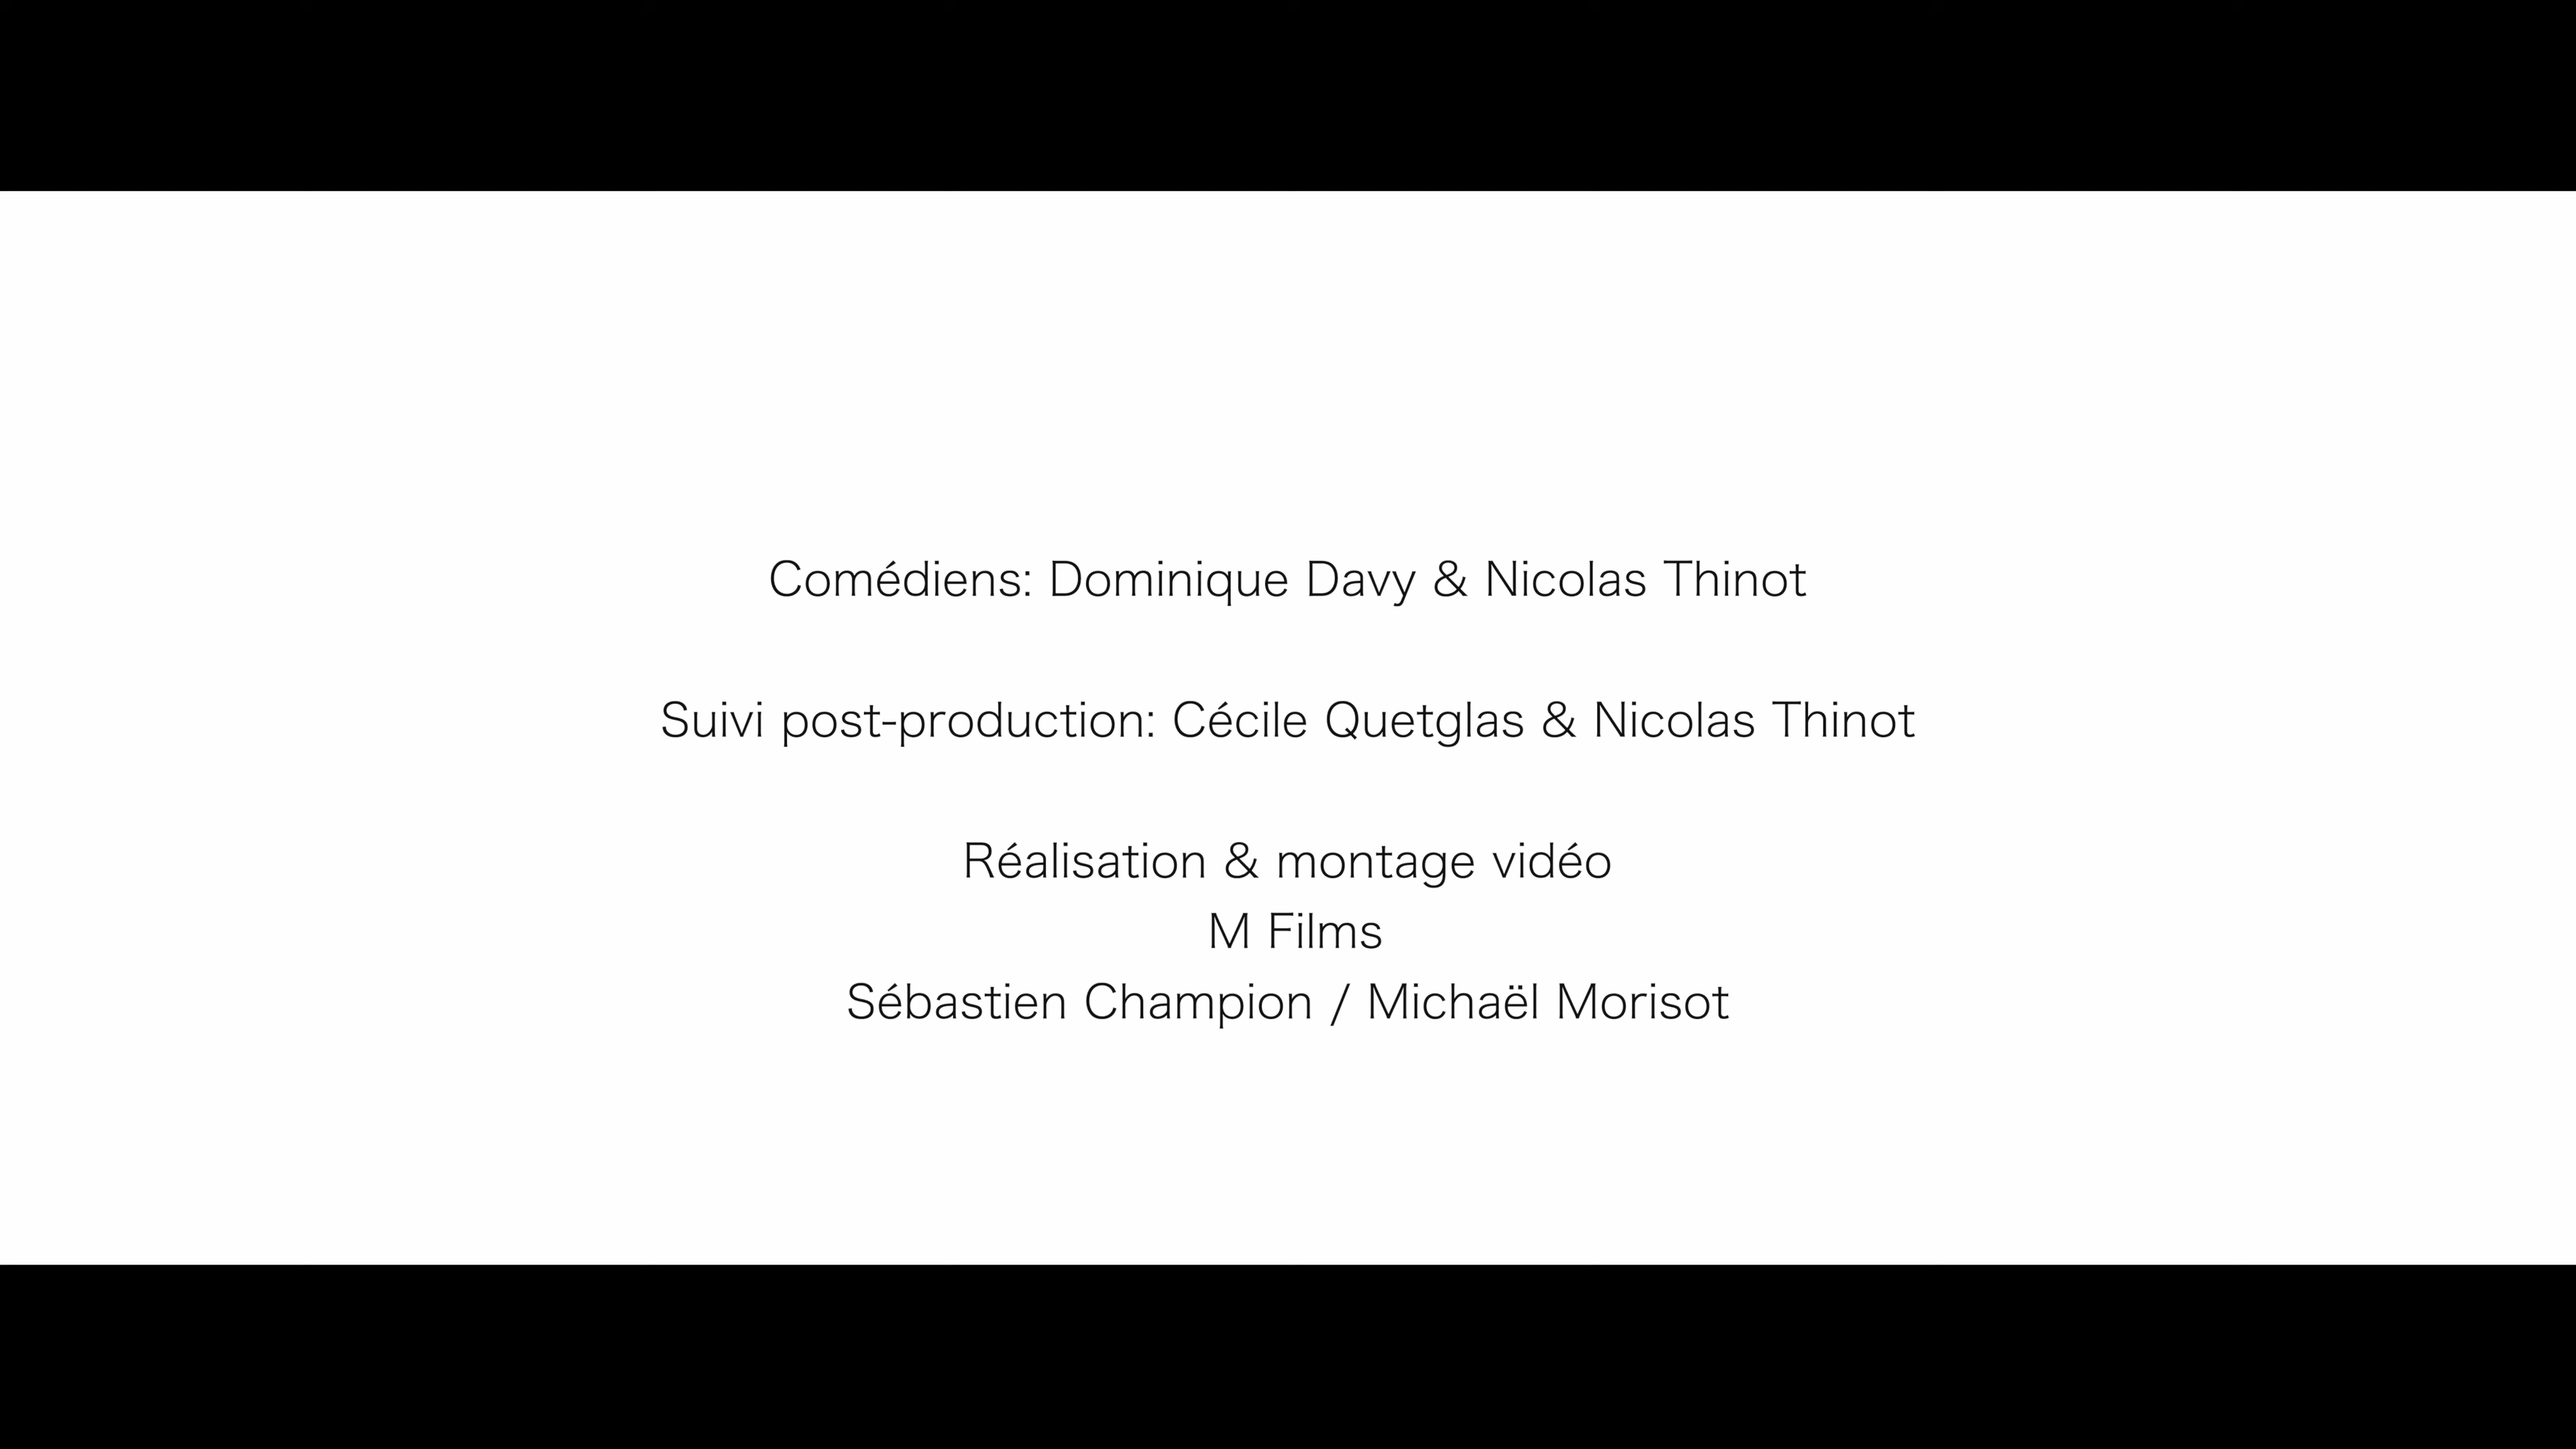 Comédiens: Dominique Davy & Nicolas Thinot
Suivi post-production: Cécile Quetglas & Nicolas Thinot
Réalisation & montage vidéo
M Films
Sébastien Champion / Michaël Morisot